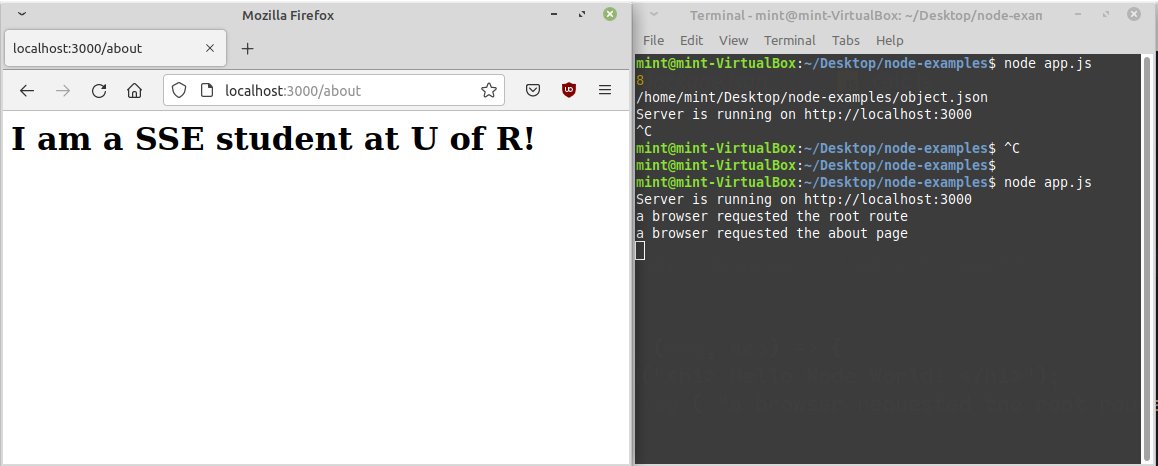 Mozilla Firefox
localhost:3000/about
localhost:3000/about
I am a SSE student at U of R!
Terminal - mint@mint-VirtualBox: ~/Desktop/node-exan
File Edit View Terminal Tabs Help
mint@mint-VirtualBox:~/Desktop/node-examples$ node app.js
8
/home/mint/Desktop/node-examples/object.json
Server is running on http://localhost:3000
^C
mint@mint-VirtualBox:~/Desktop/node-examples$ ^C
mint@mint-VirtualBox:~/Desktop/node-examples$
mint@mint-VirtualBox:~/Desktop/node-examples$ node app.js
Server is running on http://localhost:3000
a browser requested the root route
a browser requested the about page